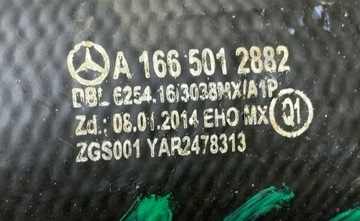 A 166 501 2882
DBL 6254.16/3038MX/A1P
Zd.: 08.01.2014 EHO MX Q1
ZGS001 YAR2478313